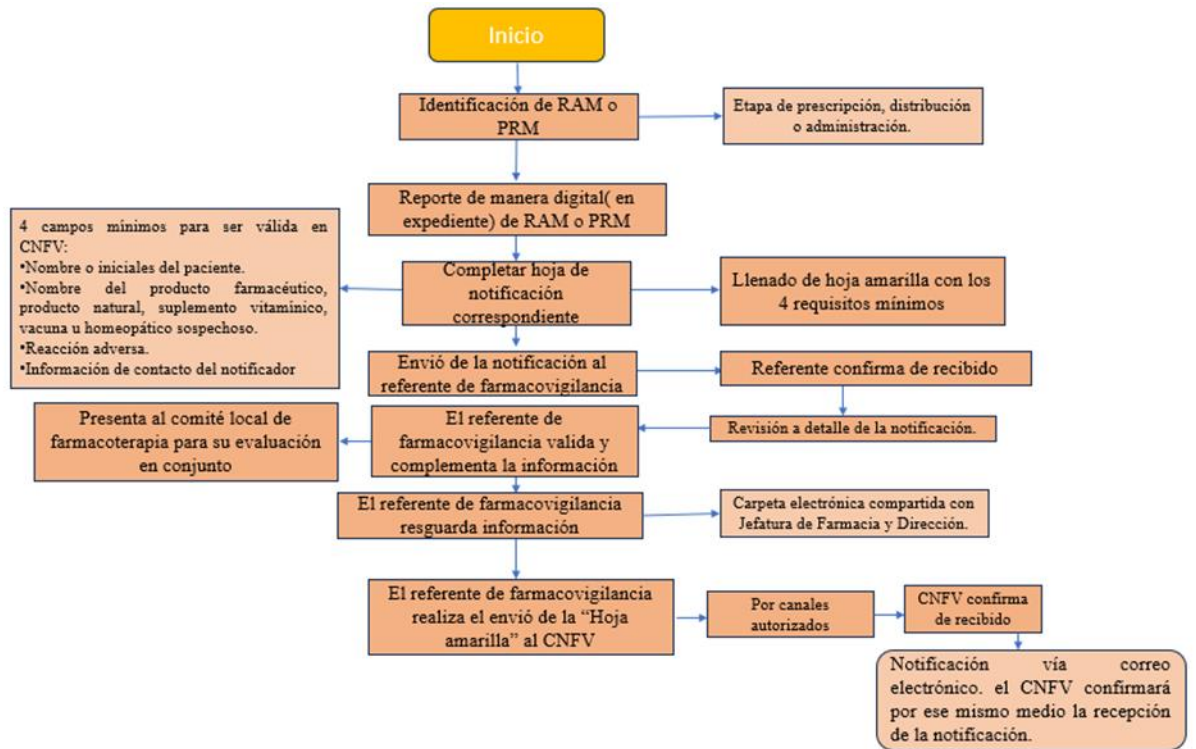 Inicio
Identificación de RAM o
PRM
Etapa de prescripción, distribución
o administración.
Reporte de manera digital( en
expediente) de RAM o PRM
4 campos mínimos para ser válida en
CNFV:
•Nombre o iniciales del paciente.
•Nombre del producto farmacéutico,
producto natural, suplemento vitamínico,
vacuna u homeopático sospechoso.
•Reacción adversa.
•Información de contacto del notificador
Completar hoja de
notificación
correspondiente
Llenado de hoja amarilla con los
4 requisitos mínimos
Envió de la notificación al
referente de farmacovigilancia
Referente confirma de recibido
Presenta al comité local de
farmacoterapia para su evaluación
en conjunto
El referente de
farmacovigilancia valida y
complementa la información
Revisión a detalle de la notificación.
El referente de farmacovigilancia
resguarda información
Carpeta electrónica compartida con
Jefatura de Farmacia y Dirección.
El referente de farmacovigilancia
realiza el envió de la “Hoja
amarilla” al CNFV
Por canales
autorizados
CNFV confirma
de recibido
Notificación vía correo
electrónico. el CNFV confirmará
por ese mismo medio la recepción
de la notificación.